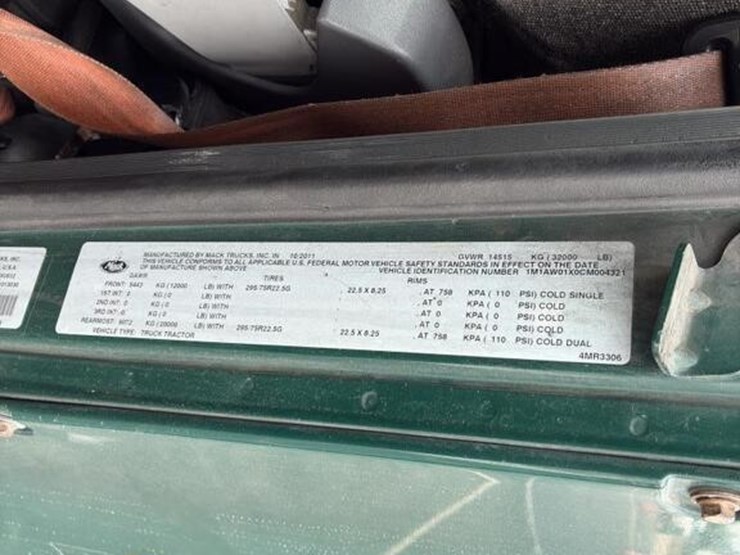 KS, INC.
U.S.A.
Mack
MANUFACTURED BY MACK TRUCKS, INC. IN 10/2011 GVWR 14515 KG ( 32000 LB)
THIS VEHICLE CONFORMS TO ALL APPLICABLE U.S. FEDERAL MOTOR VEHICLE SAFETY STANDARDS IN EFFECT ON THE DATE
OF MANUFACTURE SHOWN ABOVE VEHICLE IDENTIFICATION NUMBER 1M1AW01X0CM004321
GAWR TIRES RIMS
FRONT: 5443 KG (12000 LB) WITH 295/75R22.5G 22.5 X 8.25 ,AT 758 KPA ( 110 PSI) COLD SINGLE
1ST INT: 0 KG ( 0 LB) WITH ,AT 0 KPA ( 0 PSI) COLD
2ND INT: 0 KG ( 0 LB) WITH ,AT 0 KPA ( 0 PSI) COLD
3RD INT: 0 KG ( 0 LB) WITH ,AT 0 KPA ( 0 PSI) COLD
REARMOST: 9072 KG (20000 LB) WITH 295/75R22.5G 22.5 X 8.25 ,AT 758 KPA ( 110 PSI) COLD DUAL
VEHICLE TYPE: TRUCK TRACTOR
4MR3306